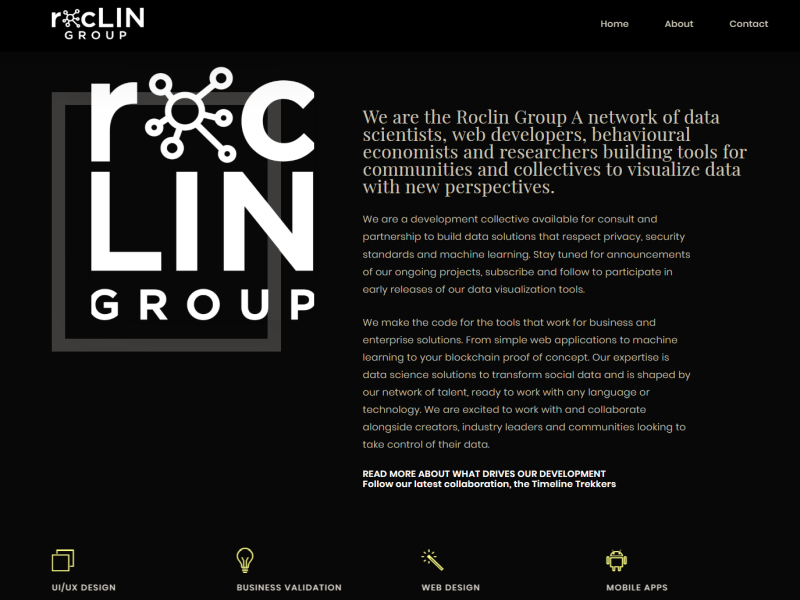 rocLIN
GROUP
Home About Contact
roc
LIN
GROUP
We are the Roclin Group A network of data
scientists, web developers, behavioural
economists and researchers building tools for
communities and collectives to visualize data
with new perspectives.
We are a development collective available for consult and
partnership to build data solutions that respect privacy, security
standards and machine learning. Stay tuned for announcements
of our ongoing projects, subscribe and follow to participate in
early releases of our data visualization tools.
We make the code for the tools that work for business and
enterprise solutions. From simple web applications to machine
learning to your blockchain proof of concept. Our expertise is
data science solutions to transform social data and is shaped by
our network of talent, ready to work with any language or
technology. We are excited to work with and collaborate
alongside creators, industry leaders and communities looking to
take control of their data.
READ MORE ABOUT WHAT DRIVES OUR DEVELOPMENT
Follow our latest collaboration, the Timeline Trekkers
UI/UX DESIGN BUSINESS VALIDATION WEB DESIGN MOBILE APPS